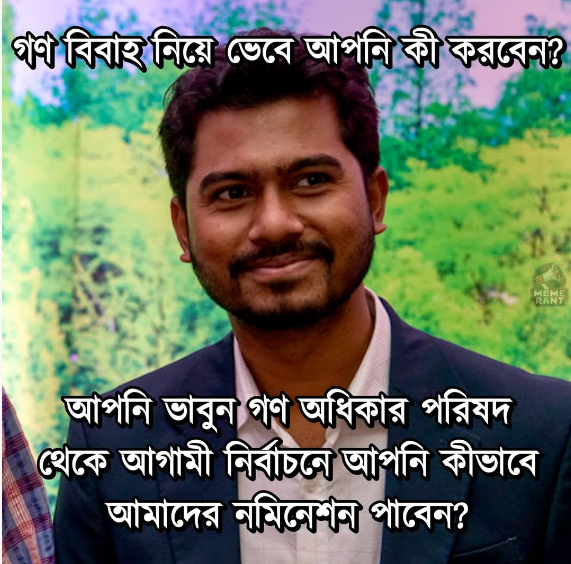 গণ বিবাহ নিয়ে ভেবে আপনি কী করবেন?
MEME
RANT
আপনি ভাবুন গণ অধিকার পরিষদ
থেকে আগামী নির্বাচনে আপনি কীভাবে
আমাদের নমিনেশন পাবেন?